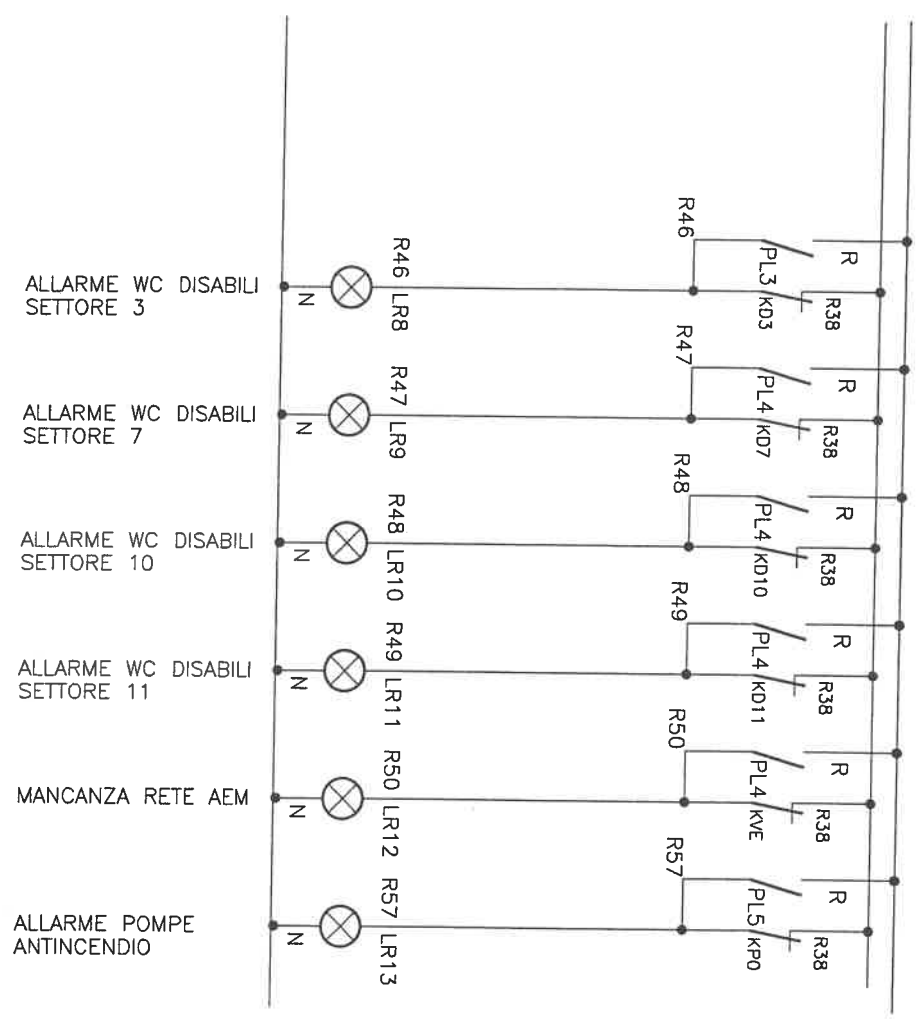 R46
R
PL3
KD3
R38
R46
LR8
N
ALLARME WC DISABILI
SETTORE 3
R47
R
PL4
KD7
R38
R47
LR9
N
ALLARME WC DISABILI
SETTORE 7
R48
R
PL4
KD10
R38
R48
LR10
N
ALLARME WC DISABILI
SETTORE 10
R49
R
PL4
KD11
R38
R49
LR11
N
ALLARME WC DISABILI
SETTORE 11
R50
R
PL4
KVE
R38
R50
LR12
N
MANCANZA RETE AEM
R57
R
PL5
KPO
R38
R57
LR13
N
ALLARME POMPE
ANTINCENDIO